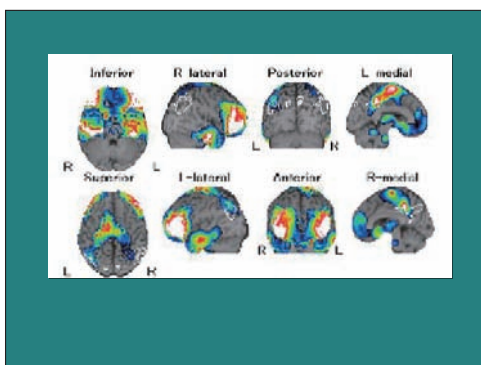 Inferior R lateral Posterior L medial
R L L R
Superior L-lateral Anterior R-medial
L R R L